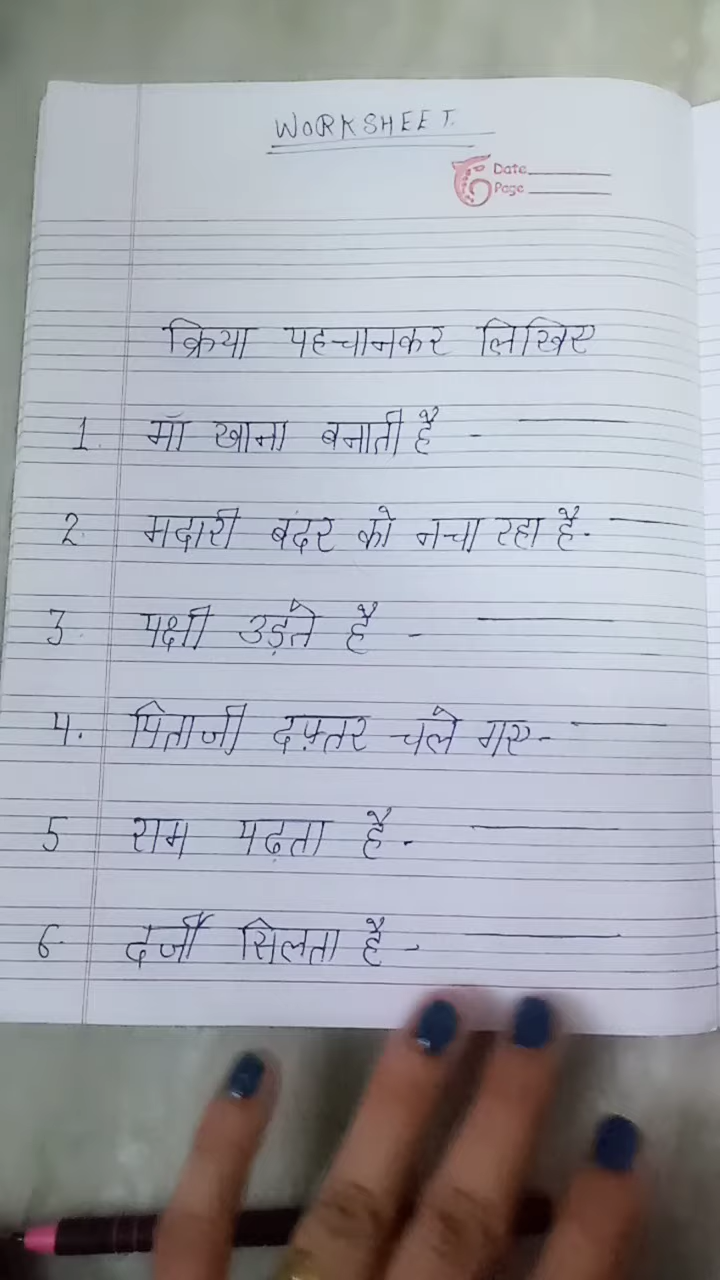 WORKSHEET.
Date
Page
क्रिया पहचानकर लिखिए
1. माँ खाना बनाती है -
2. मदारी बंदर को नचा रहा है-
3. पक्षी उड़ते है -
4. पिताजी दफ़्तर चले गए-
5 राम पढ़ता है-
6. दर्जी सिलता है -